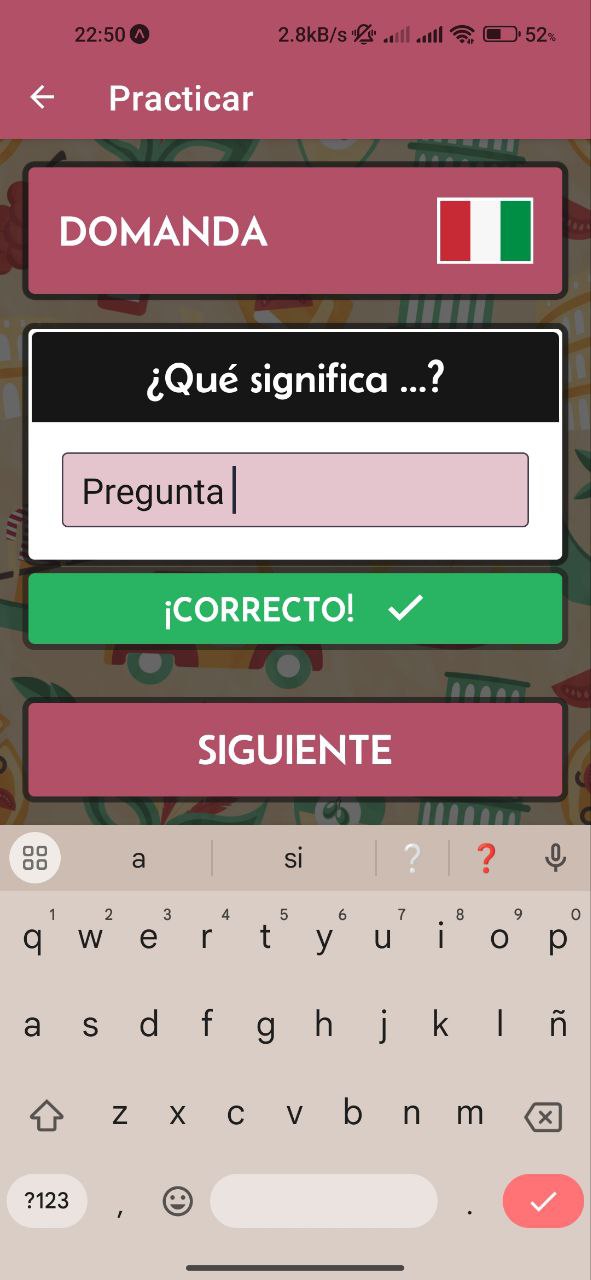 22:50 2.8kB/s 52%
Practicar
DOMANDA
¿Qué significa ...?
Pregunta
¡CORRECTO!
SIGUIENTE
a si ❔ ❓
1 2 3 4 5 6 7 8 9 0
q w e r t y u i o p
a s d f g h j k l ñ
z x c v b n m
?123 , .